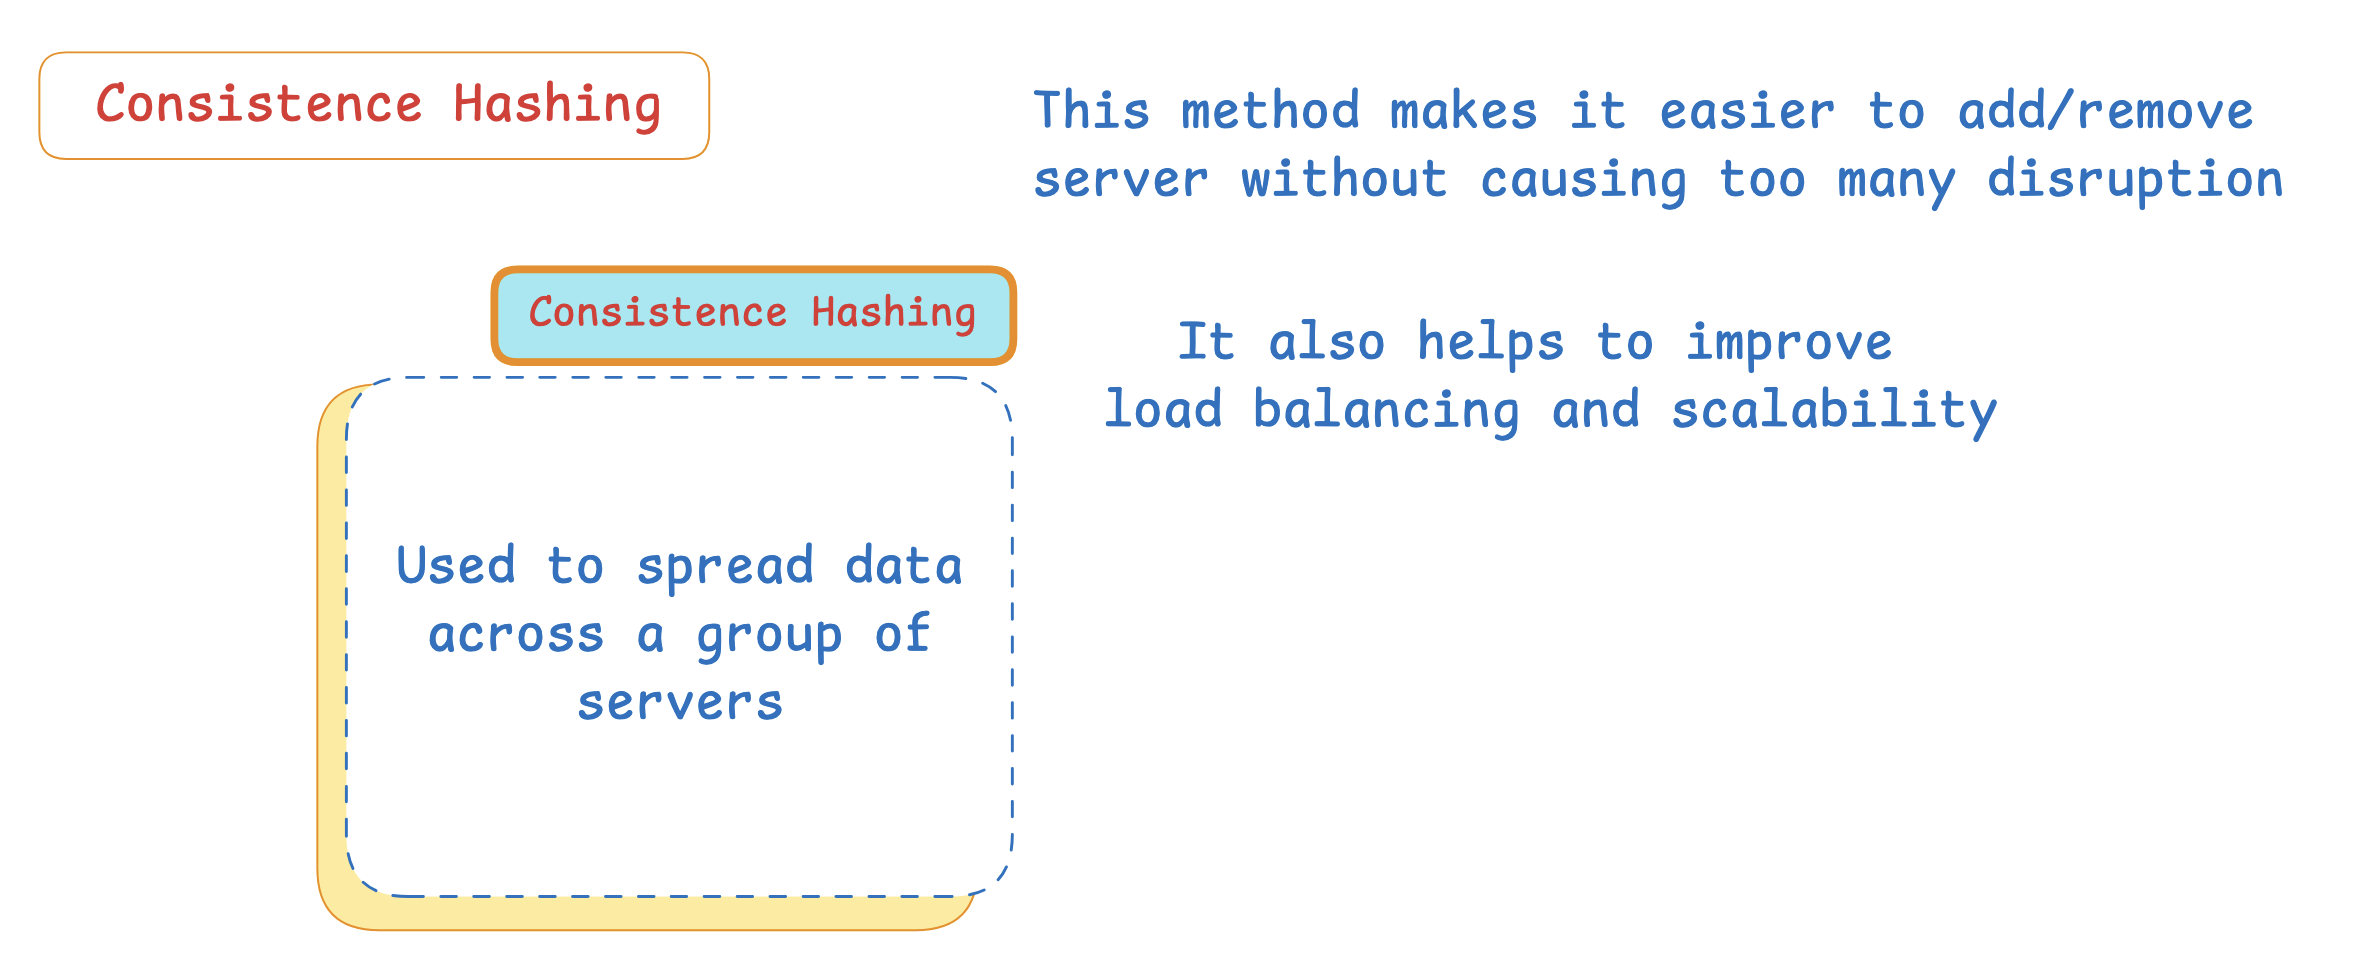 Consistence Hashing
This method makes it easier to add/remove
server without causing too many disruption
Consistence Hashing
It also helps to improve
load balancing and scalability
Used to spread data
across a group of
servers